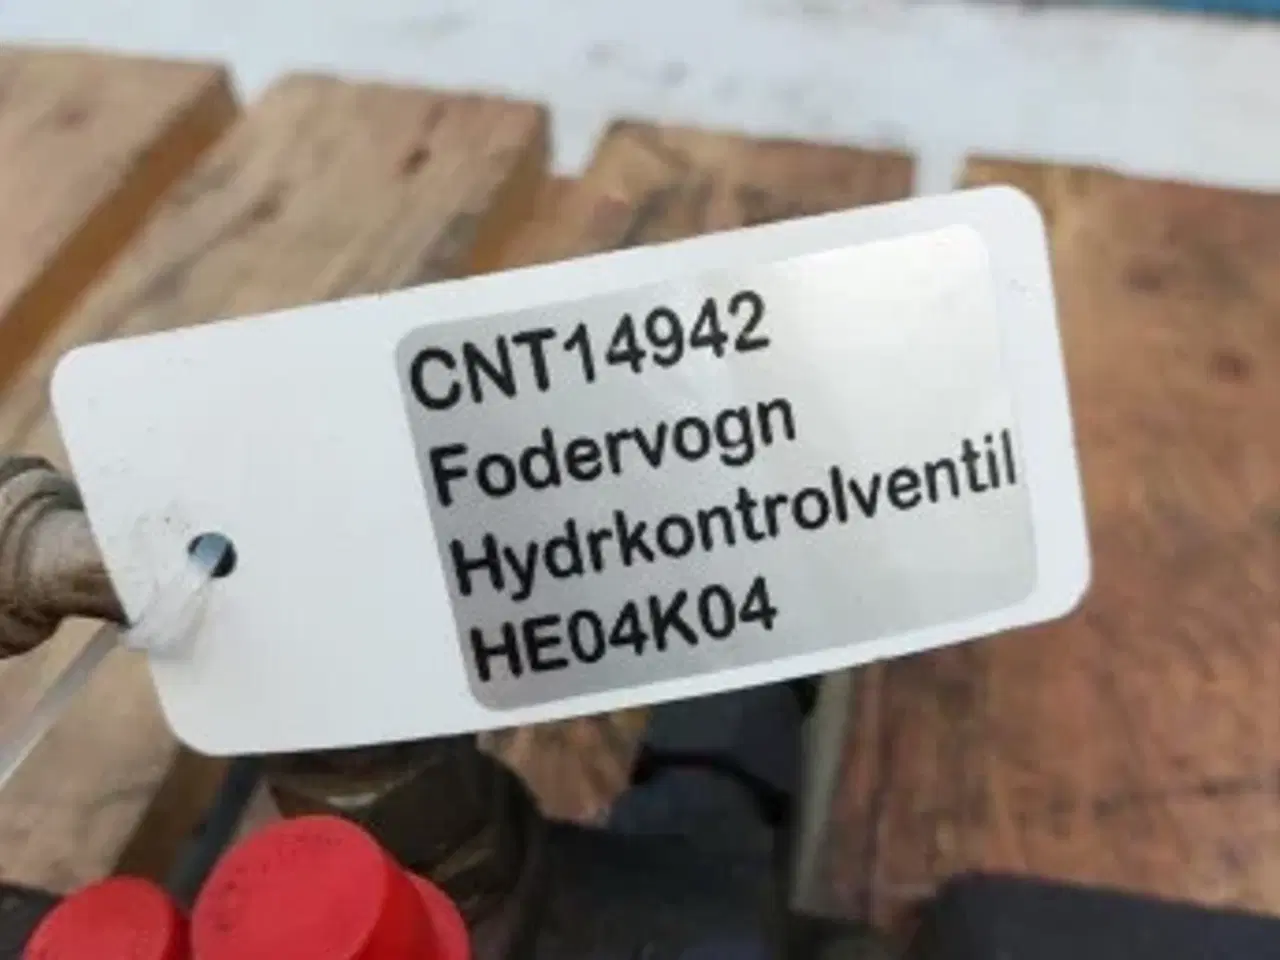 CNT14942
Fodervogn
Hydrkontrolventil
HE04K04